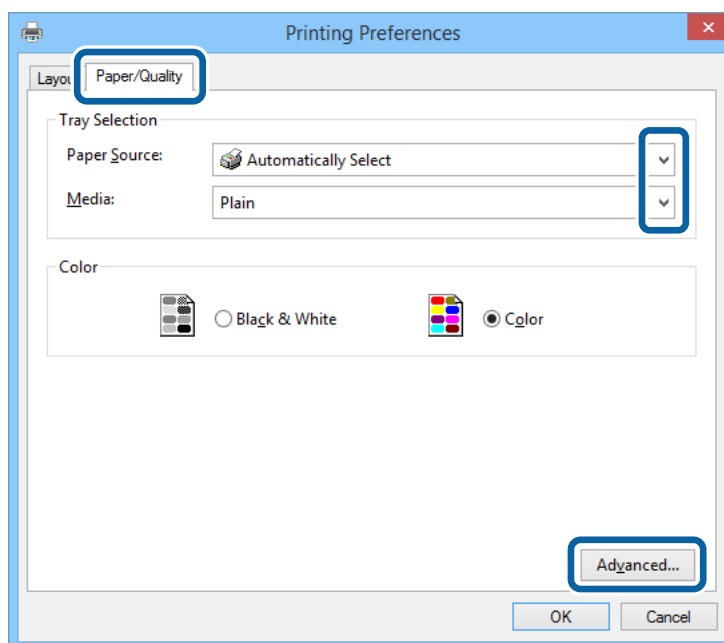 Printing Preferences
Layou
Paper/Quality
Tray Selection
Paper Source:
Automatically Select
Media:
Plain
Color
Black & White
Color
Advanced...
OK
Cancel